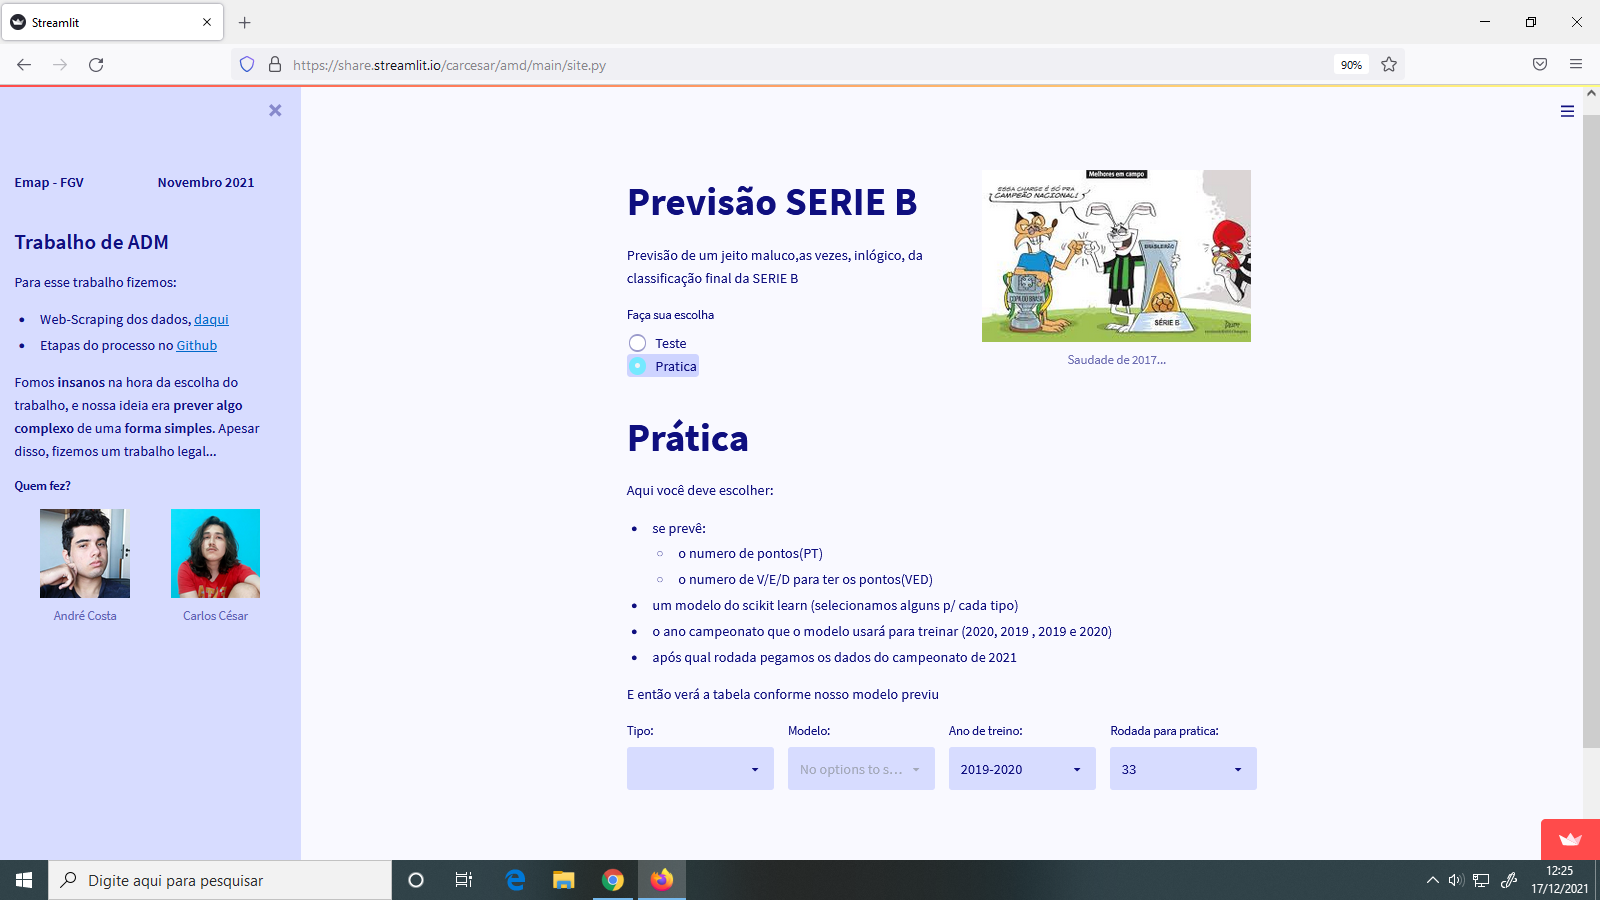 Streamlit
https://share.streamlit.io/carcesar/amd/main/site.py
90%
Emap - FGV
Novembro 2021
Trabalho de ADM
Para esse trabalho fizemos:
Web-Scraping dos dados, daqui
Etapas do processo no Github
Fomos insanos na hora da escolha do
trabalho, e nossa ideia era prever algo
complexo de uma forma simples. Apesar
disso, fizemos um trabalho legal...
Quem fez?
André Costa
Carlos César
Previsão SERIE B
Previsão de um jeito maluco,as vezes, inlógico, da
classificação final da SERIE B
Faça sua escolha
Teste
Pratica
Melhores em campo
ESSA CHARGE É SÓ PRA
CAMPEÃO NACIONAL!
BRASILEIRÃO
COPA DO BRASIL
SÉRIE B
Saudade de 2017...
Prática
Aqui você deve escolher:
se prevê:
o numero de pontos(PT)
o numero de V/E/D para ter os pontos(VED)
um modelo do scikit learn (selecionamos alguns p/ cada tipo)
o ano campeonato que o modelo usará para treinar (2020, 2019 , 2019 e 2020)
após qual rodada pegamos os dados do campeonato de 2021
E então verá a tabela conforme nosso modelo previu
Tipo:
Modelo:
Ano de treino:
Rodada para pratica:
No options to s...
2019-2020
33
Digite aqui para pesquisar
12:25
17/12/2021